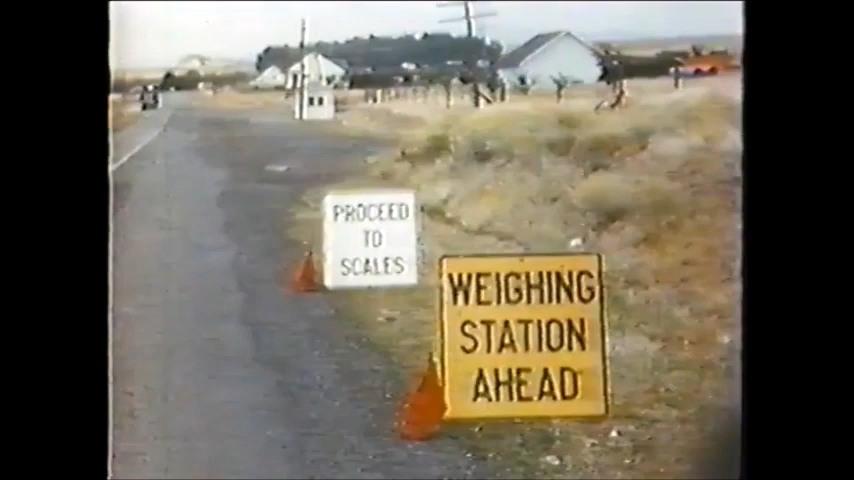 PROCEED
TO
SCALES
WEIGHING
STATION
AHEAD